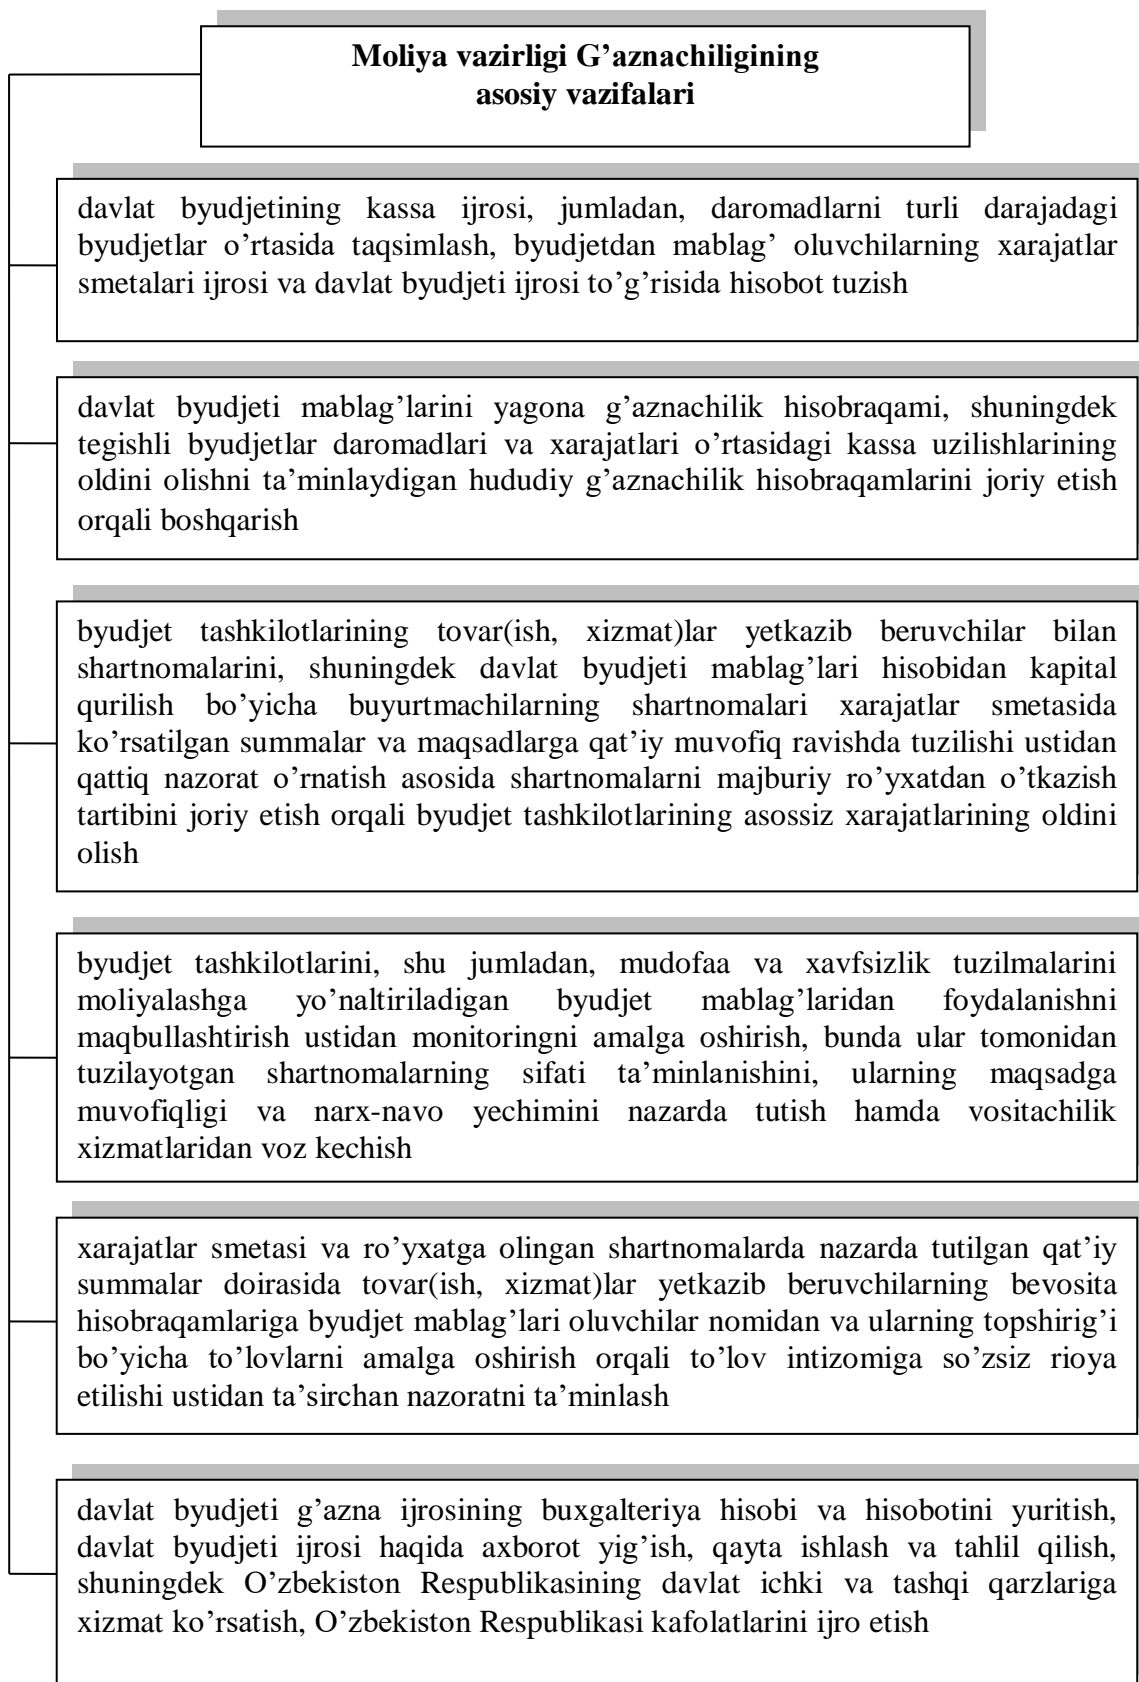 Moliya vazirligi G’aznachiligining
asosiy vazifalari
davlat byudjetining kassa ijrosi, jumladan, daromadlarni turli darajadagi
byudjetlar o’rtasida taqsimlash, byudjetdan mablag’ oluvchilarning xarajatlar
smetalari ijrosi va davlat byudjeti ijrosi to’g’risida hisobot tuzish
davlat byudjeti mablag’larini yagona g’aznachilik hisobraqami, shuningdek
tegishli byudjetlar daromadlari va xarajatlari o’rtasidagi kassa uzilishlarining
oldini olishni ta’minlaydigan hududiy g’aznachilik hisobraqamlarini joriy etish
orqali boshqarish
byudjet tashkilotlarining tovar(ish, xizmat)lar yetkazib beruvchilar bilan
shartnomalarini, shuningdek davlat byudjeti mablag’lari hisobidan kapital
qurilish bo’yicha buyurtmachilarning shartnomalari xarajatlar smetasida
ko’rsatilgan summalar va maqsadlarga qat’iy muvofiq ravishda tuzilishi ustidan
qattiq nazorat o’rnatish asosida shartnomalarni majburiy ro’yxatdan o’tkazish
tartibini joriy etish orqali byudjet tashkilotlarining asossiz xarajatlarining oldini
olish
byudjet tashkilotlarini, shu jumladan, mudofaa va xavfsizlik tuzilmalarini
moliyalashga yo’naltiriladigan byudjet mablag’laridan foydalanishni
maqbullashtirish ustidan monitoringni amalga oshirish, bunda ular tomonidan
tuzilayotgan shartnomalarning sifati ta’minlanishini, ularning maqsadga
muvofiqligi va narx-navo yechimini nazarda tutish hamda vositachilik
xizmatlaridan voz kechish
xarajatlar smetasi va ro’yxatga olingan shartnomalarda nazarda tutilgan qat’iy
summalar doirasida tovar(ish, xizmat)lar yetkazib beruvchilarning bevosita
hisobraqamlariga byudjet mablag’lari oluvchilar nomidan va ularning topshirig’i
bo’yicha to’lovlarni amalga oshirish orqali to’lov intizomiga so’zsiz rioya
etilishi ustidan ta’sirchan nazoratni ta’minlash
davlat byudjeti g’azna ijrosining buxgalteriya hisobi va hisobotini yuritish,
davlat byudjeti ijrosi haqida axborot yig’ish, qayta ishlash va tahlil qilish,
shuningdek O’zbekiston Respublikasining davlat ichki va tashqi qarzlariga
xizmat ko’rsatish, O’zbekiston Respublikasi kafolatlarini ijro etish